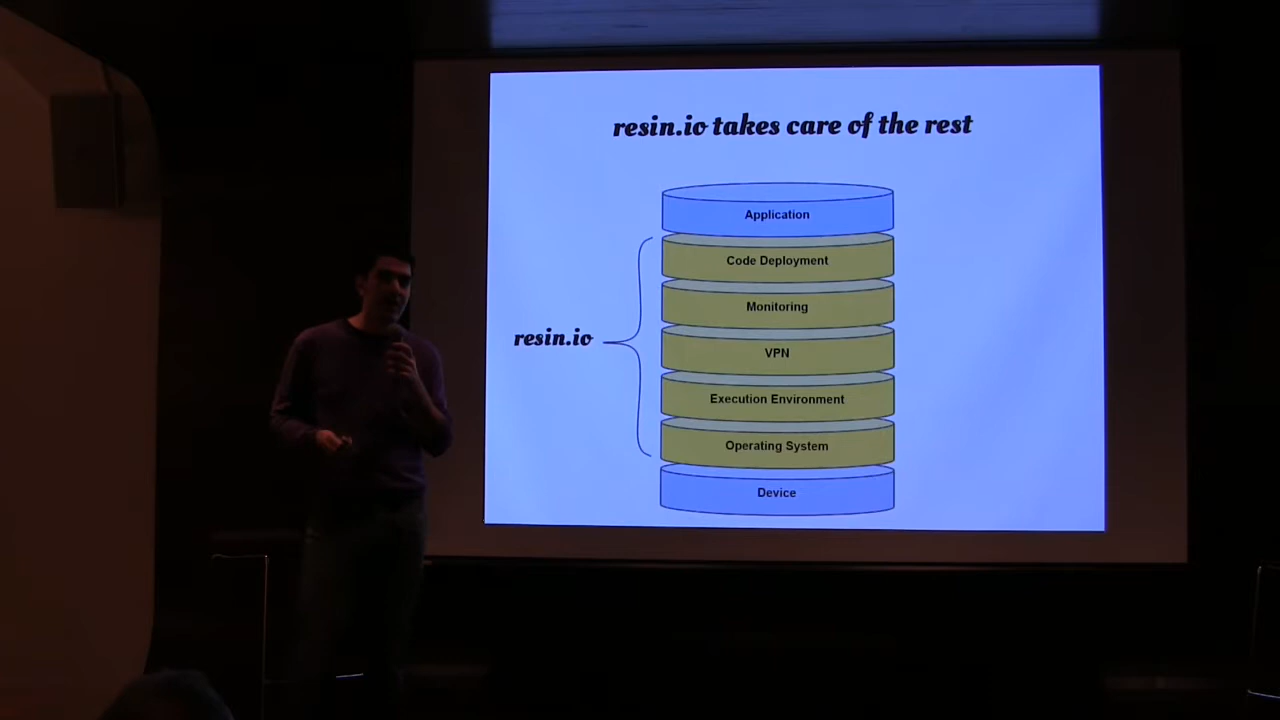 resin.io takes care of the rest
Application
Code Deployment
Monitoring
resin.io
VPN
Execution Environment
Operating System
Device